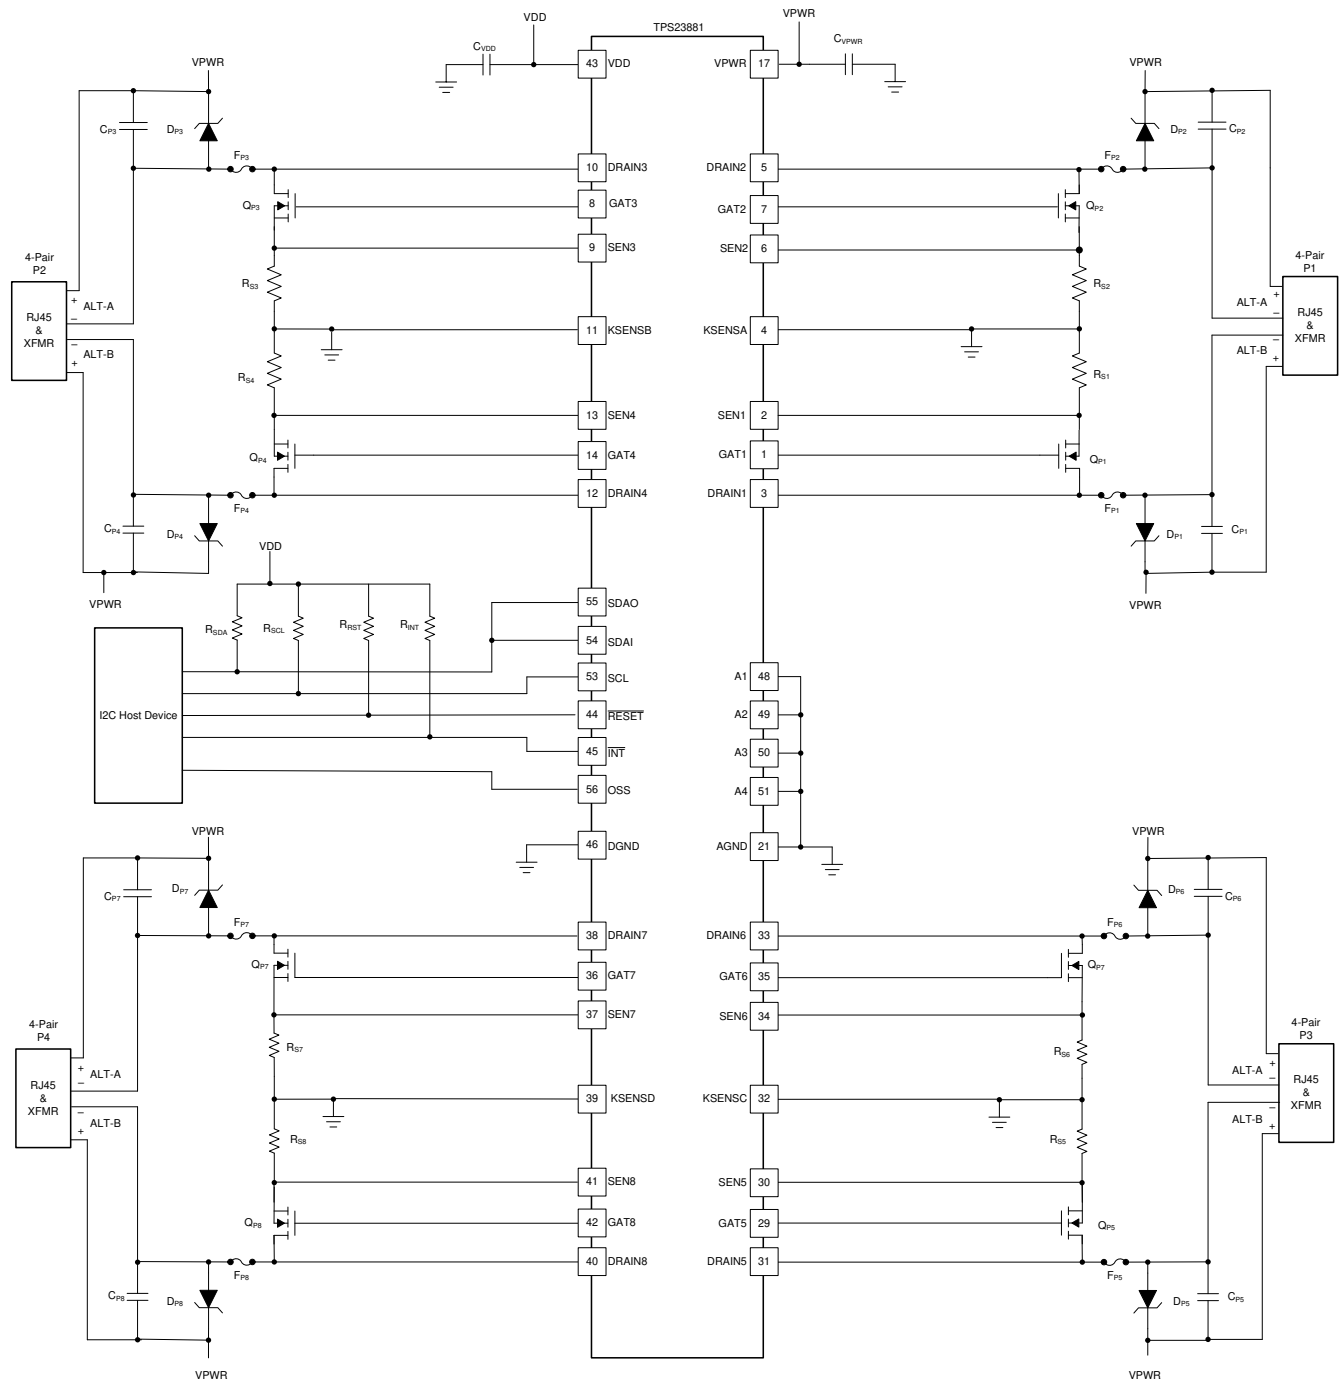 TPS23881
VDD
VPWR
CVDD
CVPWR
43 VDD
VPWR 17
VPWR
VPWR
CP3
DP3
FP3
10 DRAIN3
DRAIN2 5
FP2
DP2
CP2
QP3
8 GAT3
GAT2 7
QP2
9 SEN3
SEN2 6
4-Pair
P2
4-Pair
P1
RS3
RS2
RJ45
&
XFMR
+
ALT-A
–
–
ALT-B
+
11 KSENSB
KSENSA 4
ALT-A
+
–
–
ALT-B
+
RJ45
&
XFMR
RS4
RS1
13 SEN4
SEN1 2
QP4
14 GAT4
GAT1 1
QP1
FP4
12 DRAIN4
DRAIN1 3
FP1
CP4
DP4
DP1
CP1
VPWR
VPWR
VDD
RSDA
RSCL
RRST
RINT
55 SDAO
54 SDAI
53 SCL
44 RESET
45 INT
56 OSS
I2C Host Device
A1 48
A2 49
A3 50
A4 51
46 DGND
AGND 21
VPWR
VPWR
CP7
DP7
FP7
38 DRAIN7
DRAIN6 33
FP6
DP6
CP6
QP7
36 GAT7
GAT6 35
QP7
37 SEN7
SEN6 34
4-Pair
P4
4-Pair
P3
RS7
RS6
RJ45
&
XFMR
+
ALT-A
–
–
ALT-B
+
39 KSENSD
KSENSC 32
ALT-A
+
–
–
ALT-B
+
RJ45
&
XFMR
RS8
RS5
41 SEN8
SEN5 30
QP8
42 GAT8
GAT5 29
QP5
FP8
40 DRAIN8
DRAIN5 31
FP5
CP8
DP8
DP5
CP5
VPWR
VPWR